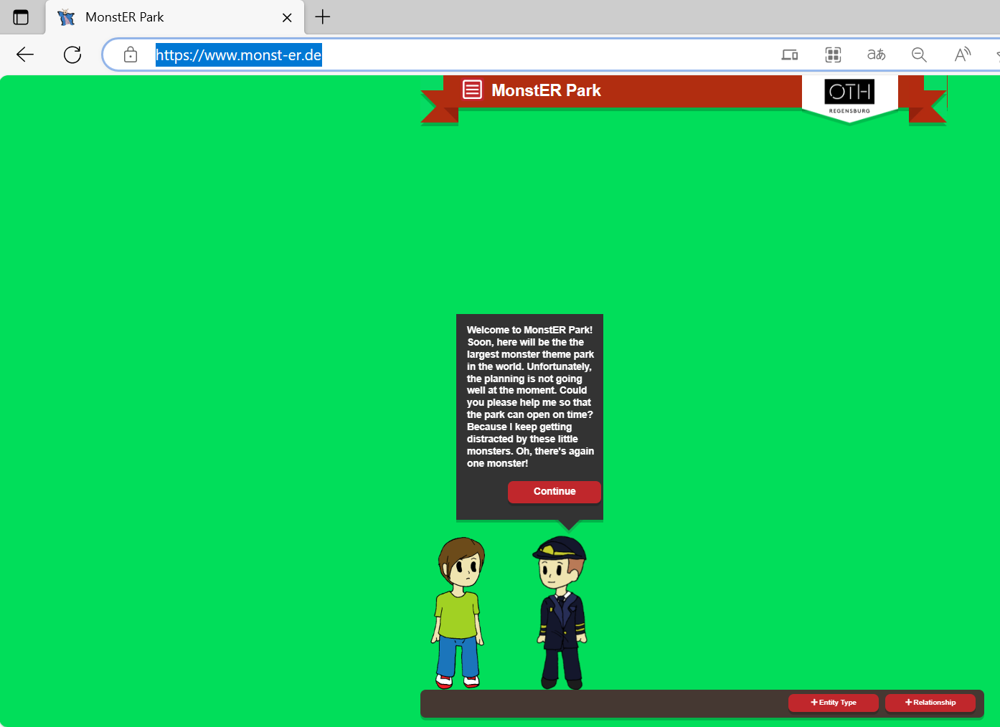 MonstER Park
https://www.monst-er.de
aあ
A
MonstER Park
OTH
REGENSBURG
Welcome to MonstER Park!
Soon, here will be the the
largest monster theme park
in the world. Unfortunately,
the planning is not going
well at the moment. Could
you please help me so that
the park can open on time?
Because I keep getting
distracted by these little
monsters. Oh, there's again
one monster!
Continue
+Entity Type
+Relationship